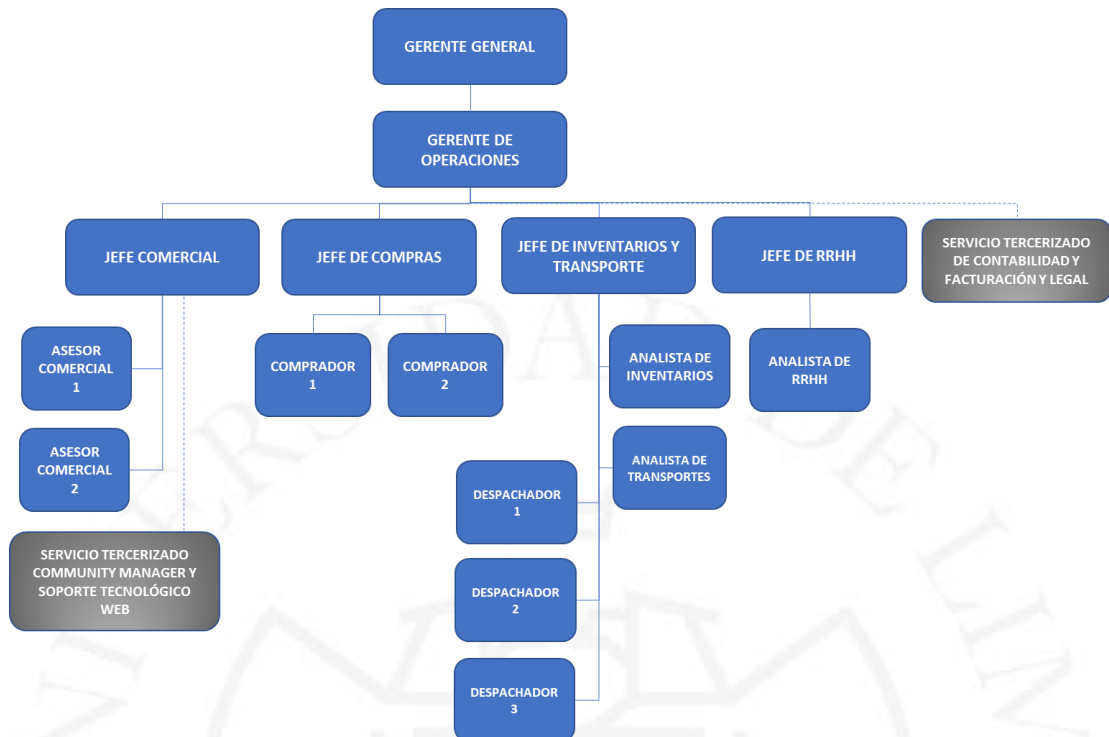 GERENTE GENERAL
GERENTE DE
OPERACIONES
JEFE COMERCIAL
JEFE DE COMPRAS
JEFE DE INVENTARIOS Y
TRANSPORTE
JEFE DE RRHH
SERVICIO TERCERIZADO
DE CONTABILIDAD Y
FACTURACIÓN Y LEGAL
ASESOR
COMERCIAL
1
COMPRADOR
1
COMPRADOR
2
ANALISTA DE
INVENTARIOS
ANALISTA DE
RRHH
ASESOR
COMERCIAL
2
ANALISTA DE
TRANSPORTES
DESPACHADOR
1
SERVICIO TERCERIZADO
COMMUNITY MANAGER Y
SOPORTE TECNOLÓGICO
WEB
DESPACHADOR
2
DESPACHADOR
3